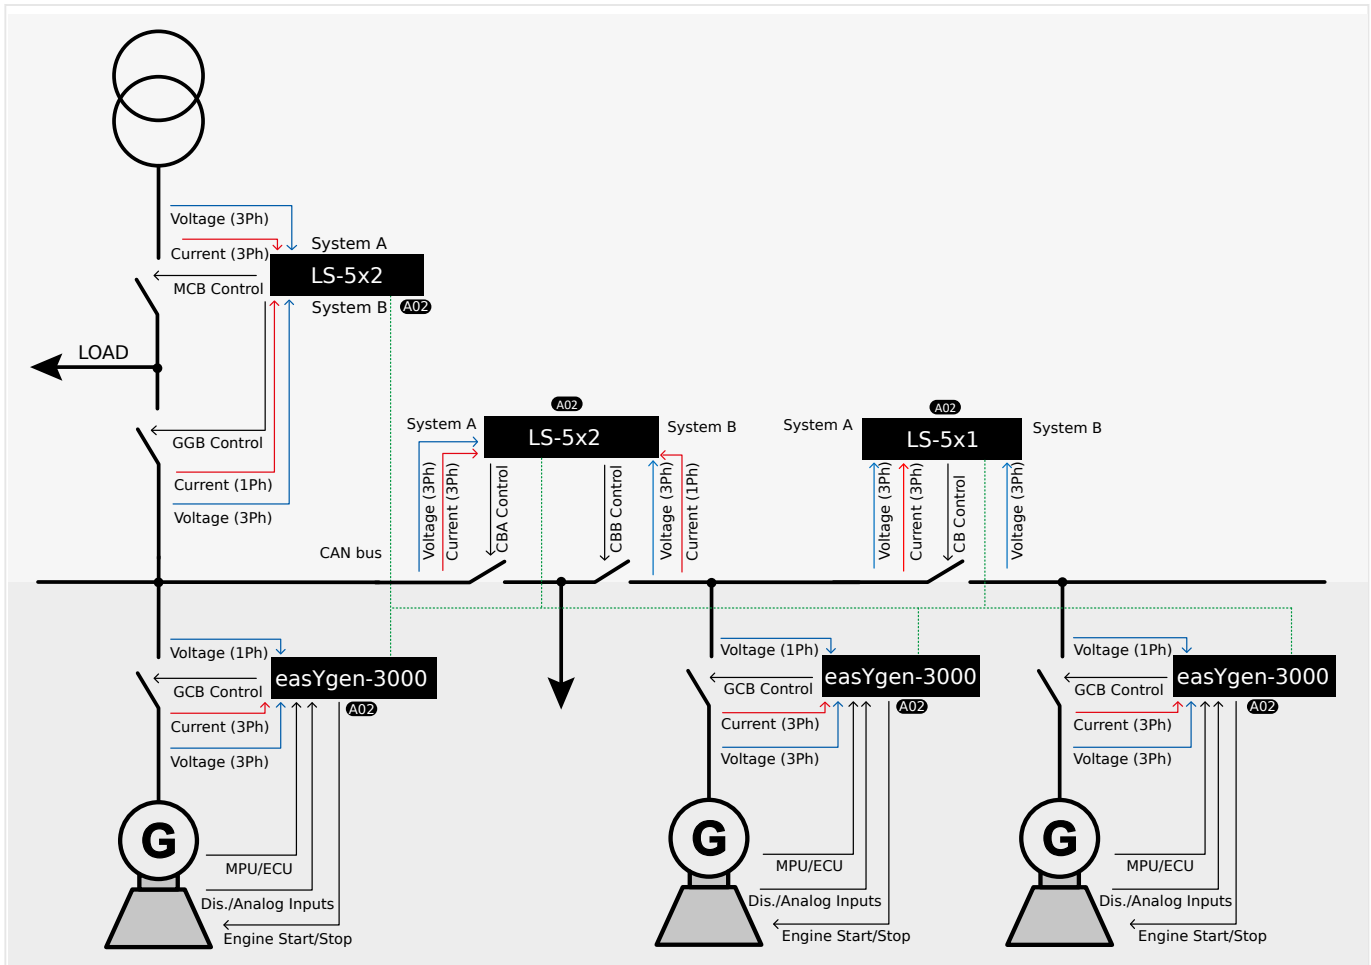 Voltage (3Ph)
System A
Current (3Ph)
LS-5x2
MCB Control
System B
A02
LOAD
GGB Control
Current (1Ph)
Voltage (3Ph)
CAN bus
A02
System A
LS-5x2
System B
Voltage (3Ph)
Current (3Ph)
CBA Control
CBB Control
Voltage (3Ph)
Current (1Ph)
A02
System A
LS-5x1
System B
Voltage (3Ph)
Current (3Ph)
CB Control
Voltage (3Ph)
Voltage (1Ph)
easYgen-3000
GCB Control
A02
Current (3Ph)
Voltage (3Ph)
G
MPU/ECU
Dis./Analog Inputs
Engine Start/Stop
Voltage (1Ph)
easYgen-3000
GCB Control
A02
Current (3Ph)
Voltage (3Ph)
G
MPU/ECU
Dis./Analog Inputs
Engine Start/Stop
Voltage (1Ph)
easYgen-3000
GCB Control
A02
Current (3Ph)
Voltage (3Ph)
G
MPU/ECU
Dis./Analog Inputs
Engine Start/Stop